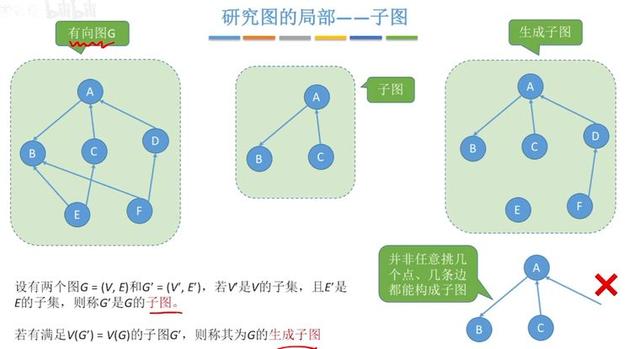 研究图的局部——子图
有向图G
子图
生成子图
A
B
C
D
E
F
A
B
C
A
B
C
D
E
F
设有两个图G = (V, E)和G' = (V', E')，若V'是V的子集，且E'是
E的子集，则称G'是G的子图。
若有满足V(G') = V(G)的子图G'，则称其为G的生成子图
并非任意挑几
个点、几条边
都能构成子图
A
B
C